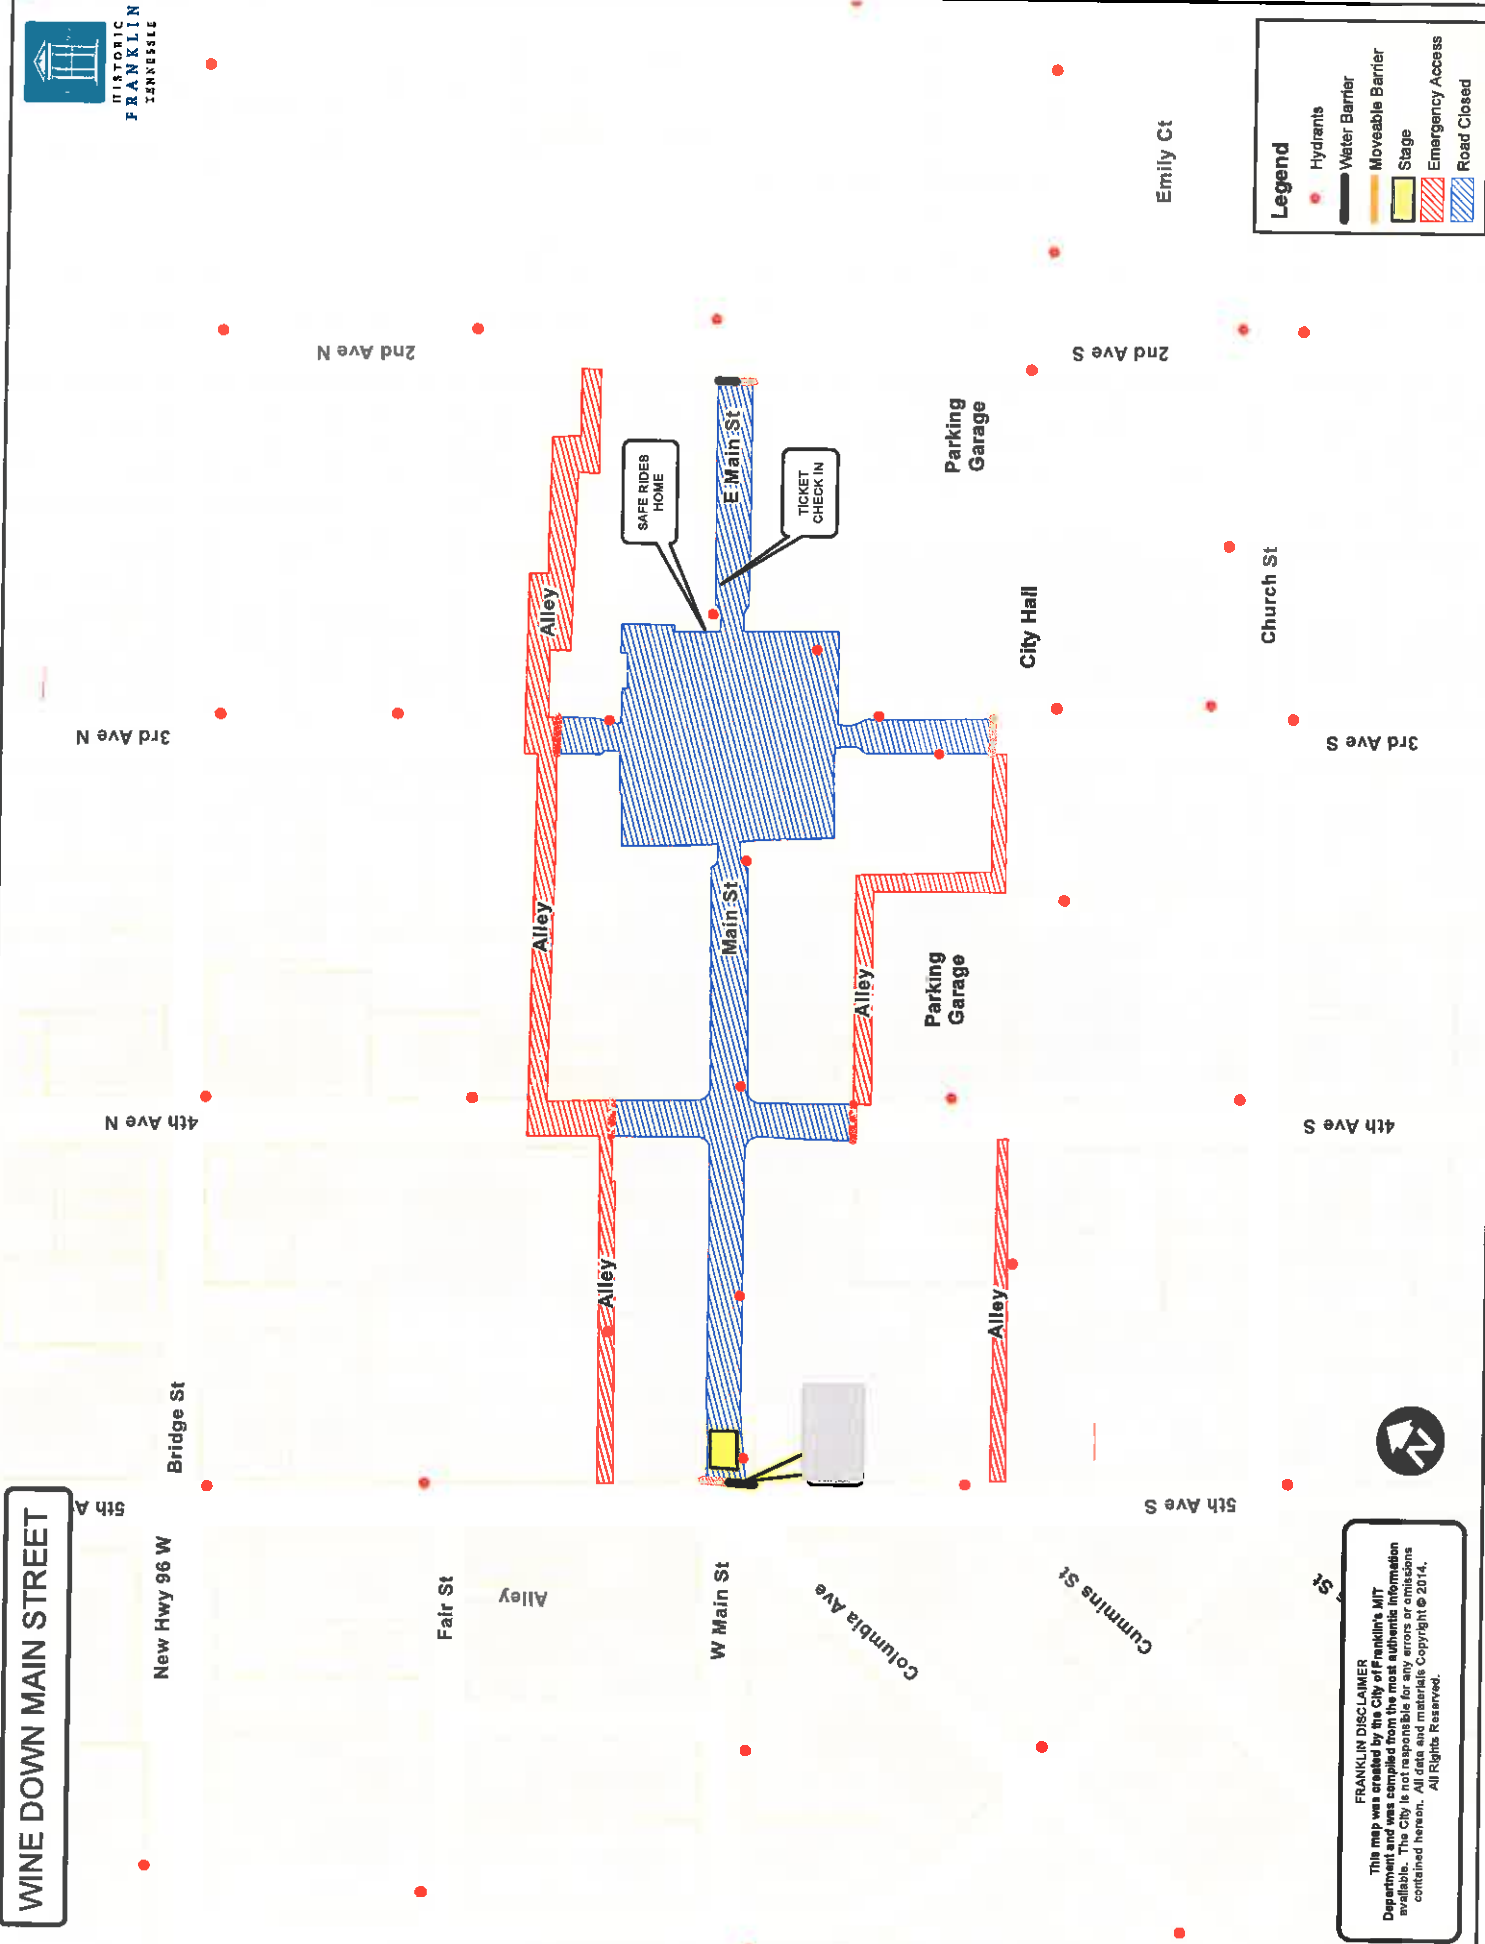 WINE DOWN MAIN STREET
HISTORIC
FRANKLIN
TENNESSEE
5th A
Bridge St
4th Ave N
3rd Ave N
2nd Ave N
New Hwy 96 W
Fair St
Alley
Alley
Alley
Alley
SAFE RIDES
HOME
W Main St
Main St
E Main St
TICKET
CHECK IN
Columbia Ave
Alley
Parking
Garage
Parking
Garage
Alley
City Hall
Cummins St
5th Ave S
4th Ave S
3rd Ave S
2nd Ave S
Church St
Emily Ct
St
N
Legend
Hydrants
Water Barrier
Moveable Barrier
Stage
Emergency Access
Road Closed
FRANKLIN DISCLAIMER
This map was created by the City of Franklin's MIT
Department and was compiled from the most authentic information
available. The City is not responsible for any errors or omissions
contained hereon. All data and materials Copyright © 2014.
All Rights Reserved.